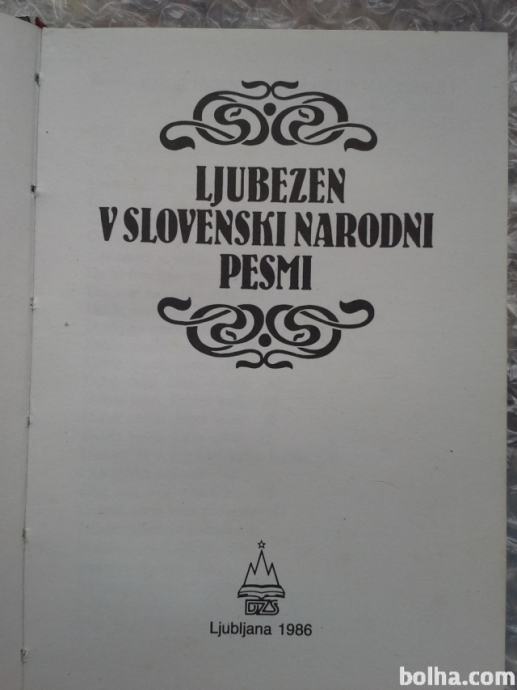 LJUBEZEN
V SLOVENSKI NARODNI
PESMI
DZS
Ljubljana 1986
bolha.com